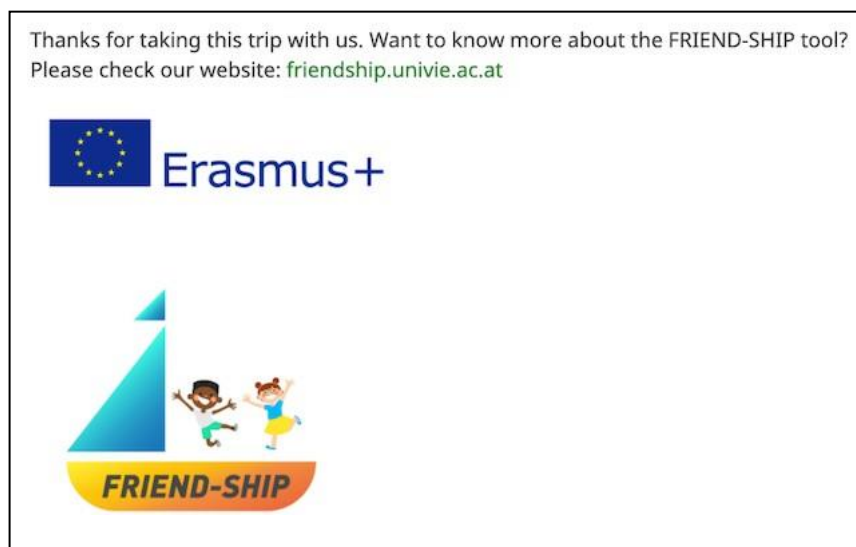 Thanks for taking this trip with us. Want to know more about the FRIEND-SHIP tool?
Please check our website: friendship.univie.ac.at
Erasmus+
FRIEND-SHIP